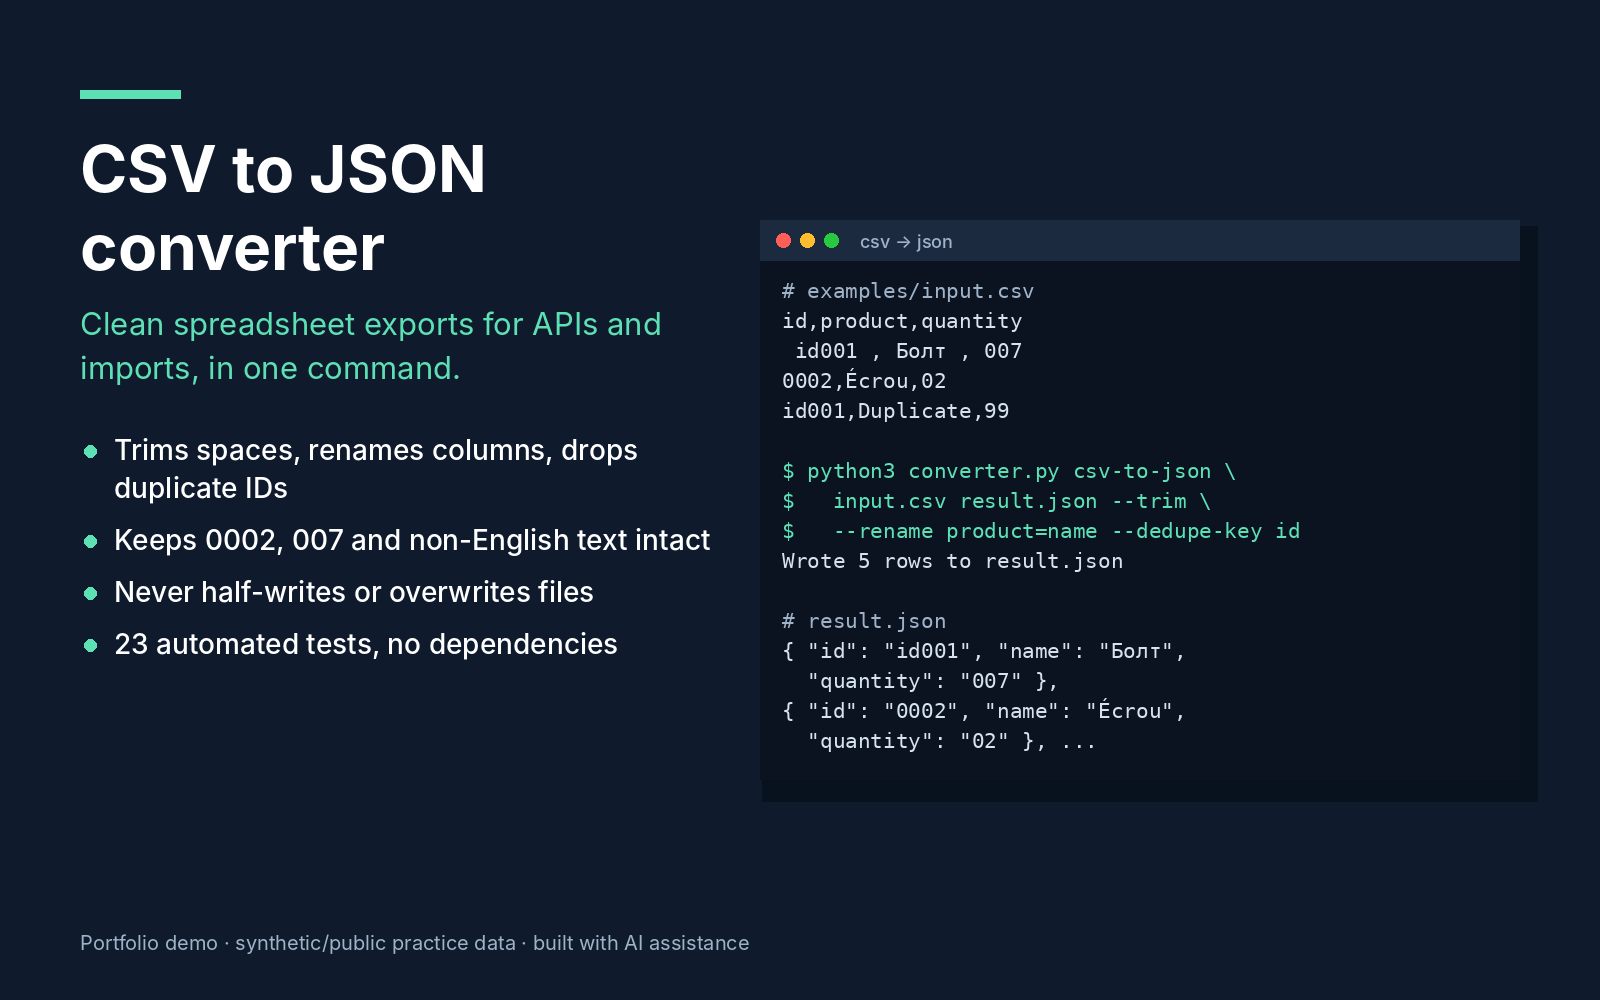 CSV to JSON
converter
Clean spreadsheet exports for APIs and
imports, in one command.
Trims spaces, renames columns, drops
duplicate IDs
Keeps 0002, 007 and non-English text intact
Never half-writes or overwrites files
23 automated tests, no dependencies
csv → json
# examples/input.csv
id,product,quantity
 id001 , Болт , 007
0002,Écrou,02
id001,Duplicate,99
$ python3 converter.py csv-to-json \
$   input.csv result.json --trim \
$   --rename product=name --dedupe-key id
Wrote 5 rows to result.json
# result.json
{ "id": "id001", "name": "Болт",
  "quantity": "007" },
{ "id": "0002", "name": "Écrou",
  "quantity": "02" }, ...
Portfolio demo · synthetic/public practice data · built with AI assistance